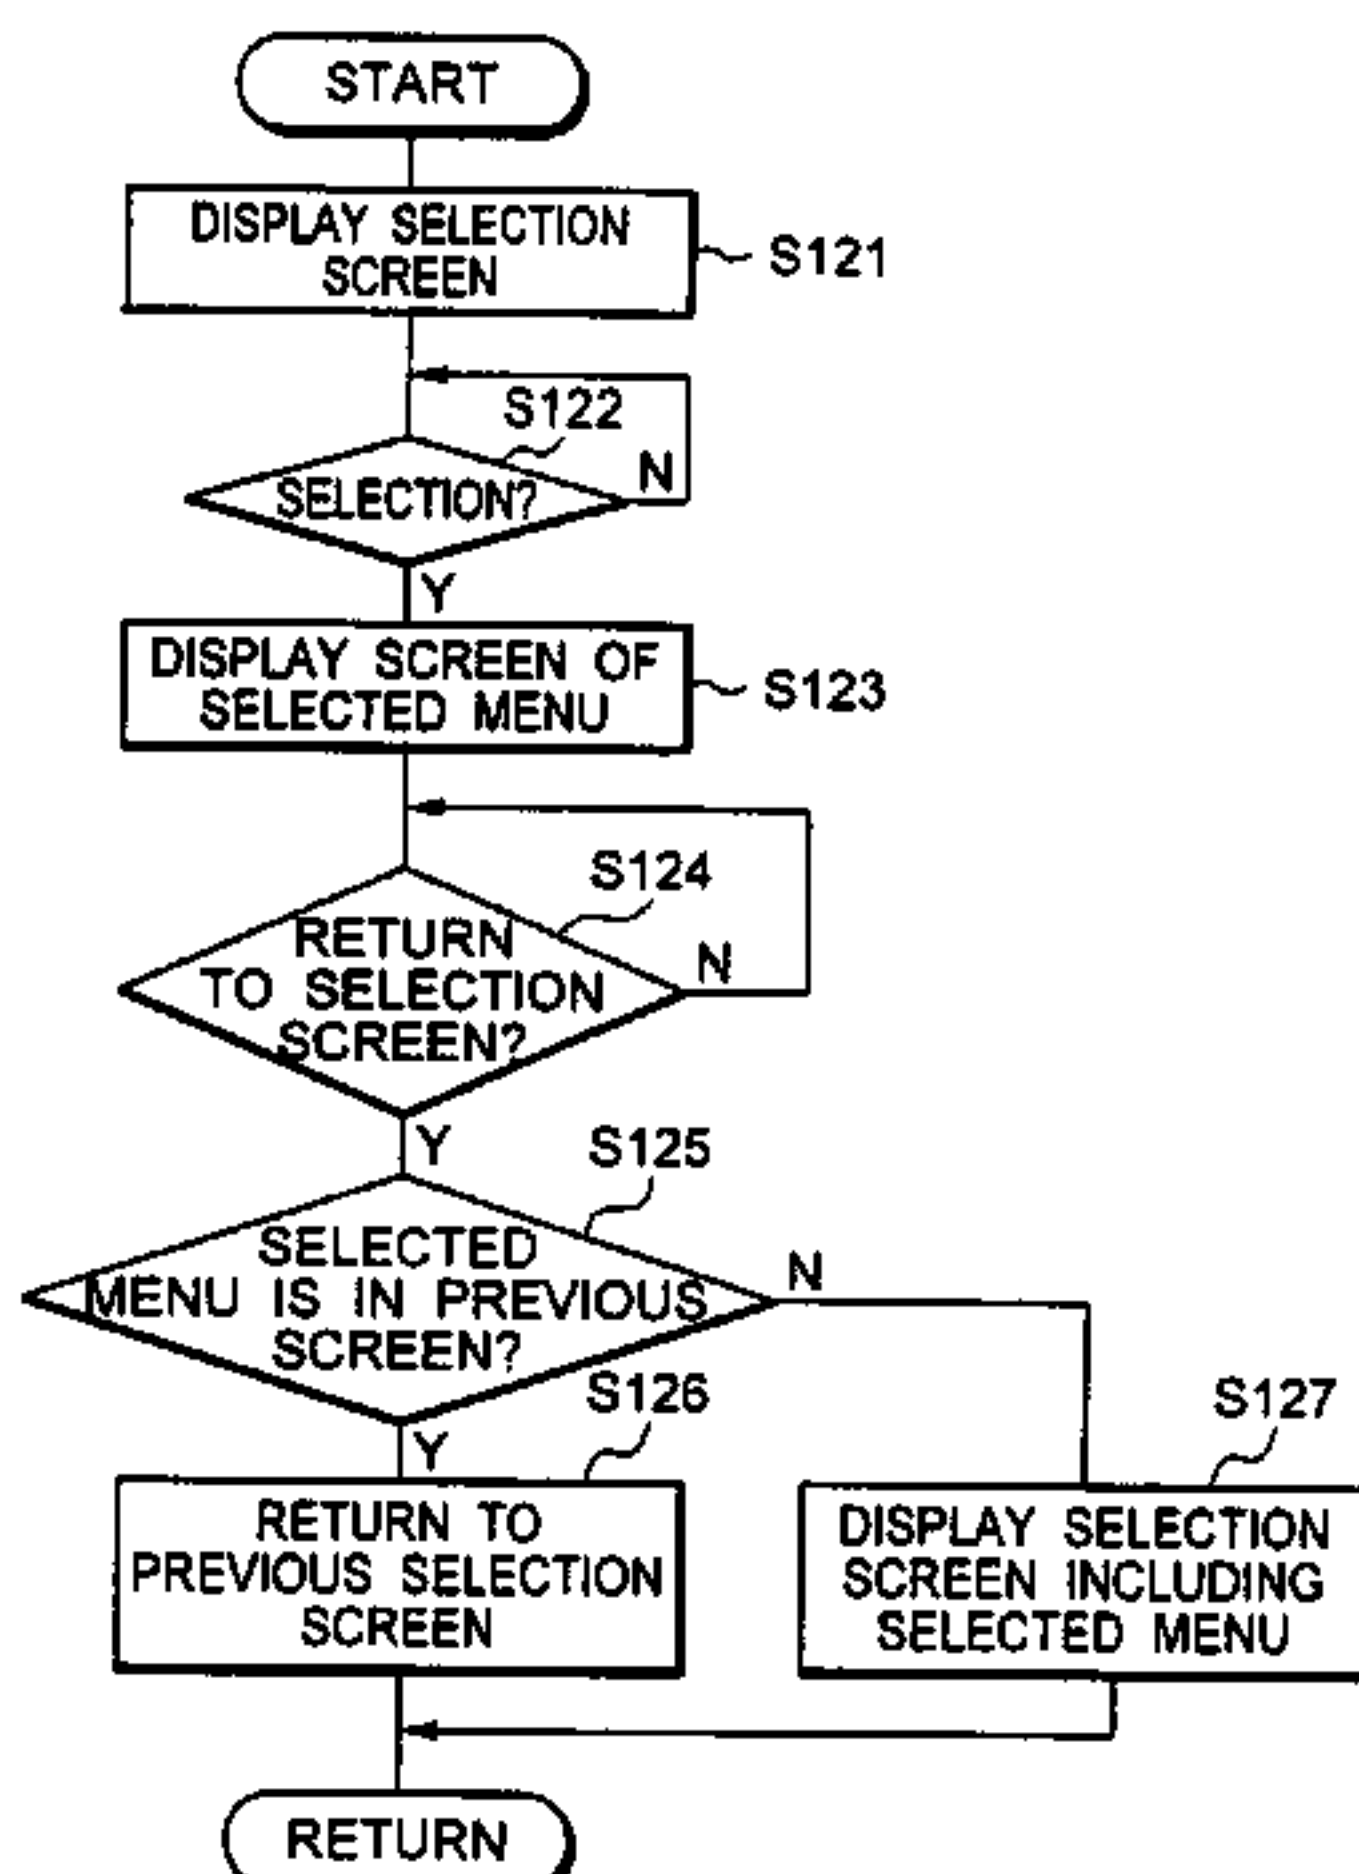 START
DISPLAY SELECTION
SCREEN
S121
S122
SELECTION?
N
Y
DISPLAY SCREEN OF
SELECTED MENU
S123
S124
RETURN
TO SELECTION
SCREEN?
N
Y
S125
SELECTED
MENU IS IN PREVIOUS
SCREEN?
N
Y
S126
RETURN TO
PREVIOUS SELECTION
SCREEN
S127
DISPLAY SELECTION
SCREEN INCLUDING
SELECTED MENU
RETURN